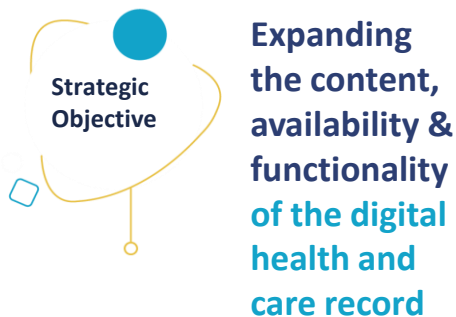 Strategic
Objective
Expanding
the content,
availability &
functionality
of the digital
health and
care record